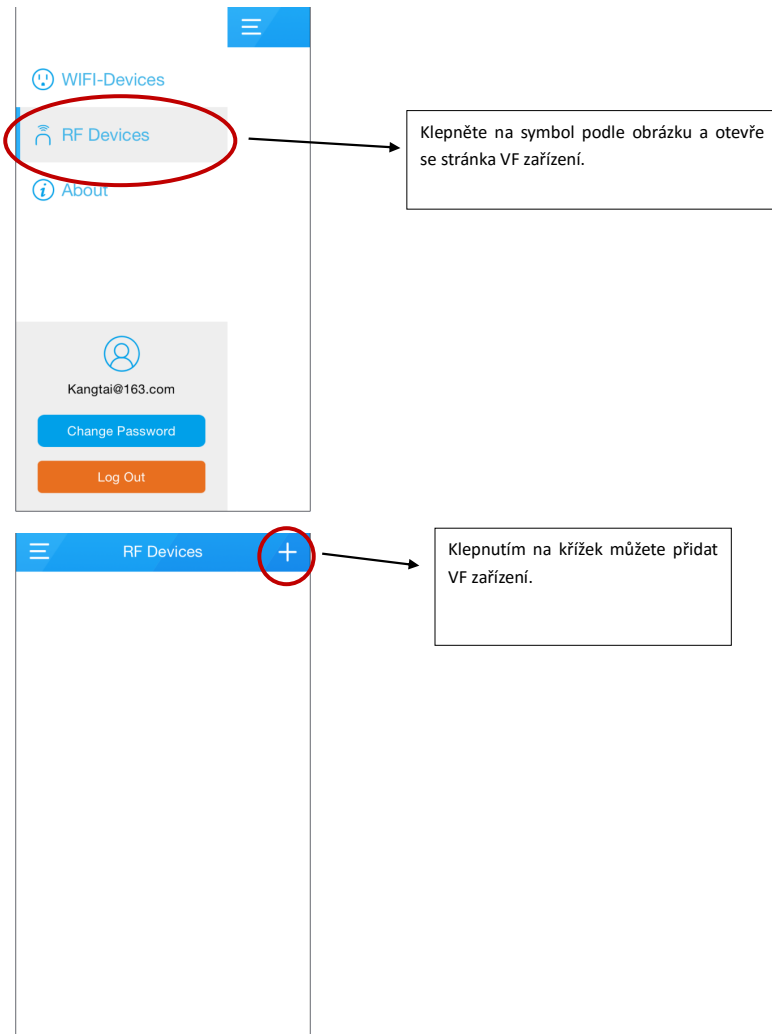 WIFI-Devices
RF Devices
About
Klepněte na symbol podle obrázku a otevře
se stránka VF zařízení.
Kangtai@163.com
Change Password
Log Out
RF Devices
Klepnutím na křížek můžete přidat
VF zařízení.